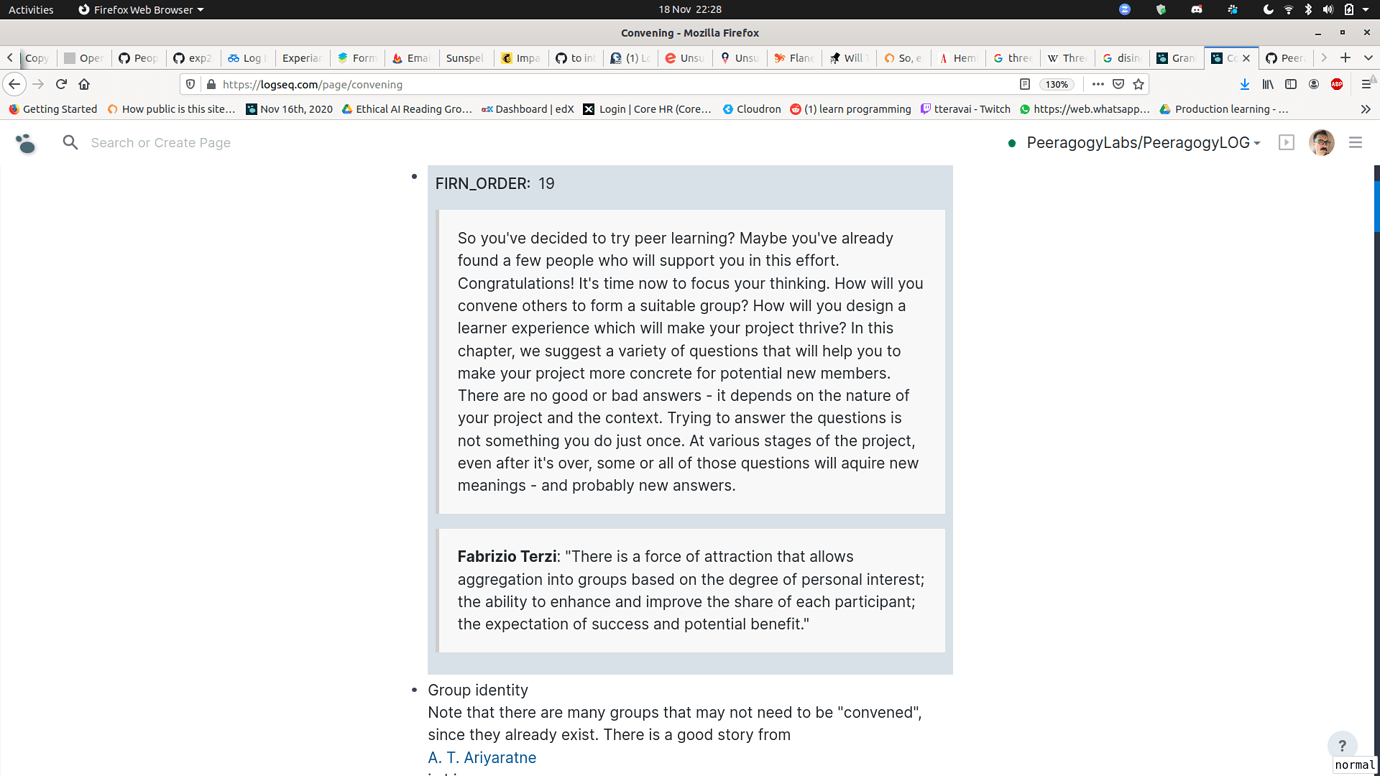 Activities
Firefox Web Browser
18 Nov 22:28
Convening - Mozilla Firefox
Copy
Open
Peop
exp2
Log I
Experian
Form
Email
Sunspel
Impa
to int
(1) Lo
Unsu
Unsu
Flane
Will T
So, e
Hem
three
Three
disin
Gran
Co
Peer
https://logseq.com/page/convening
130%
Getting Started
How public is this site...
Nov 16th, 2020
Ethical AI Reading Gro...
Dashboard | edX
Login | Core HR (Core...
Cloudron
(1) learn programming
tteravai - Twitch
https://web.whatsapp...
Production learning - ...
Search or Create Page
PeeragogyLabs/PeeragogyLOG
FIRN_ORDER: 19
So you've decided to try peer learning? Maybe you've already
found a few people who will support you in this effort.
Congratulations! It's time now to focus your thinking. How will you
convene others to form a suitable group? How will you design a
learner experience which will make your project thrive? In this
chapter, we suggest a variety of questions that will help you to
make your project more concrete for potential new members.
There are no good or bad answers - it depends on the nature of
your project and the context. Trying to answer the questions is
not something you do just once. At various stages of the project,
even after it's over, some or all of those questions will aquire new
meanings - and probably new answers.
Fabrizio Terzi: "There is a force of attraction that allows
aggregation into groups based on the degree of personal interest;
the ability to enhance and improve the share of each participant;
the expectation of success and potential benefit."
Group identity
Note that there are many groups that may not need to be "convened",
since they already exist. There is a good story from
A. T. Ariyaratne
?
normal